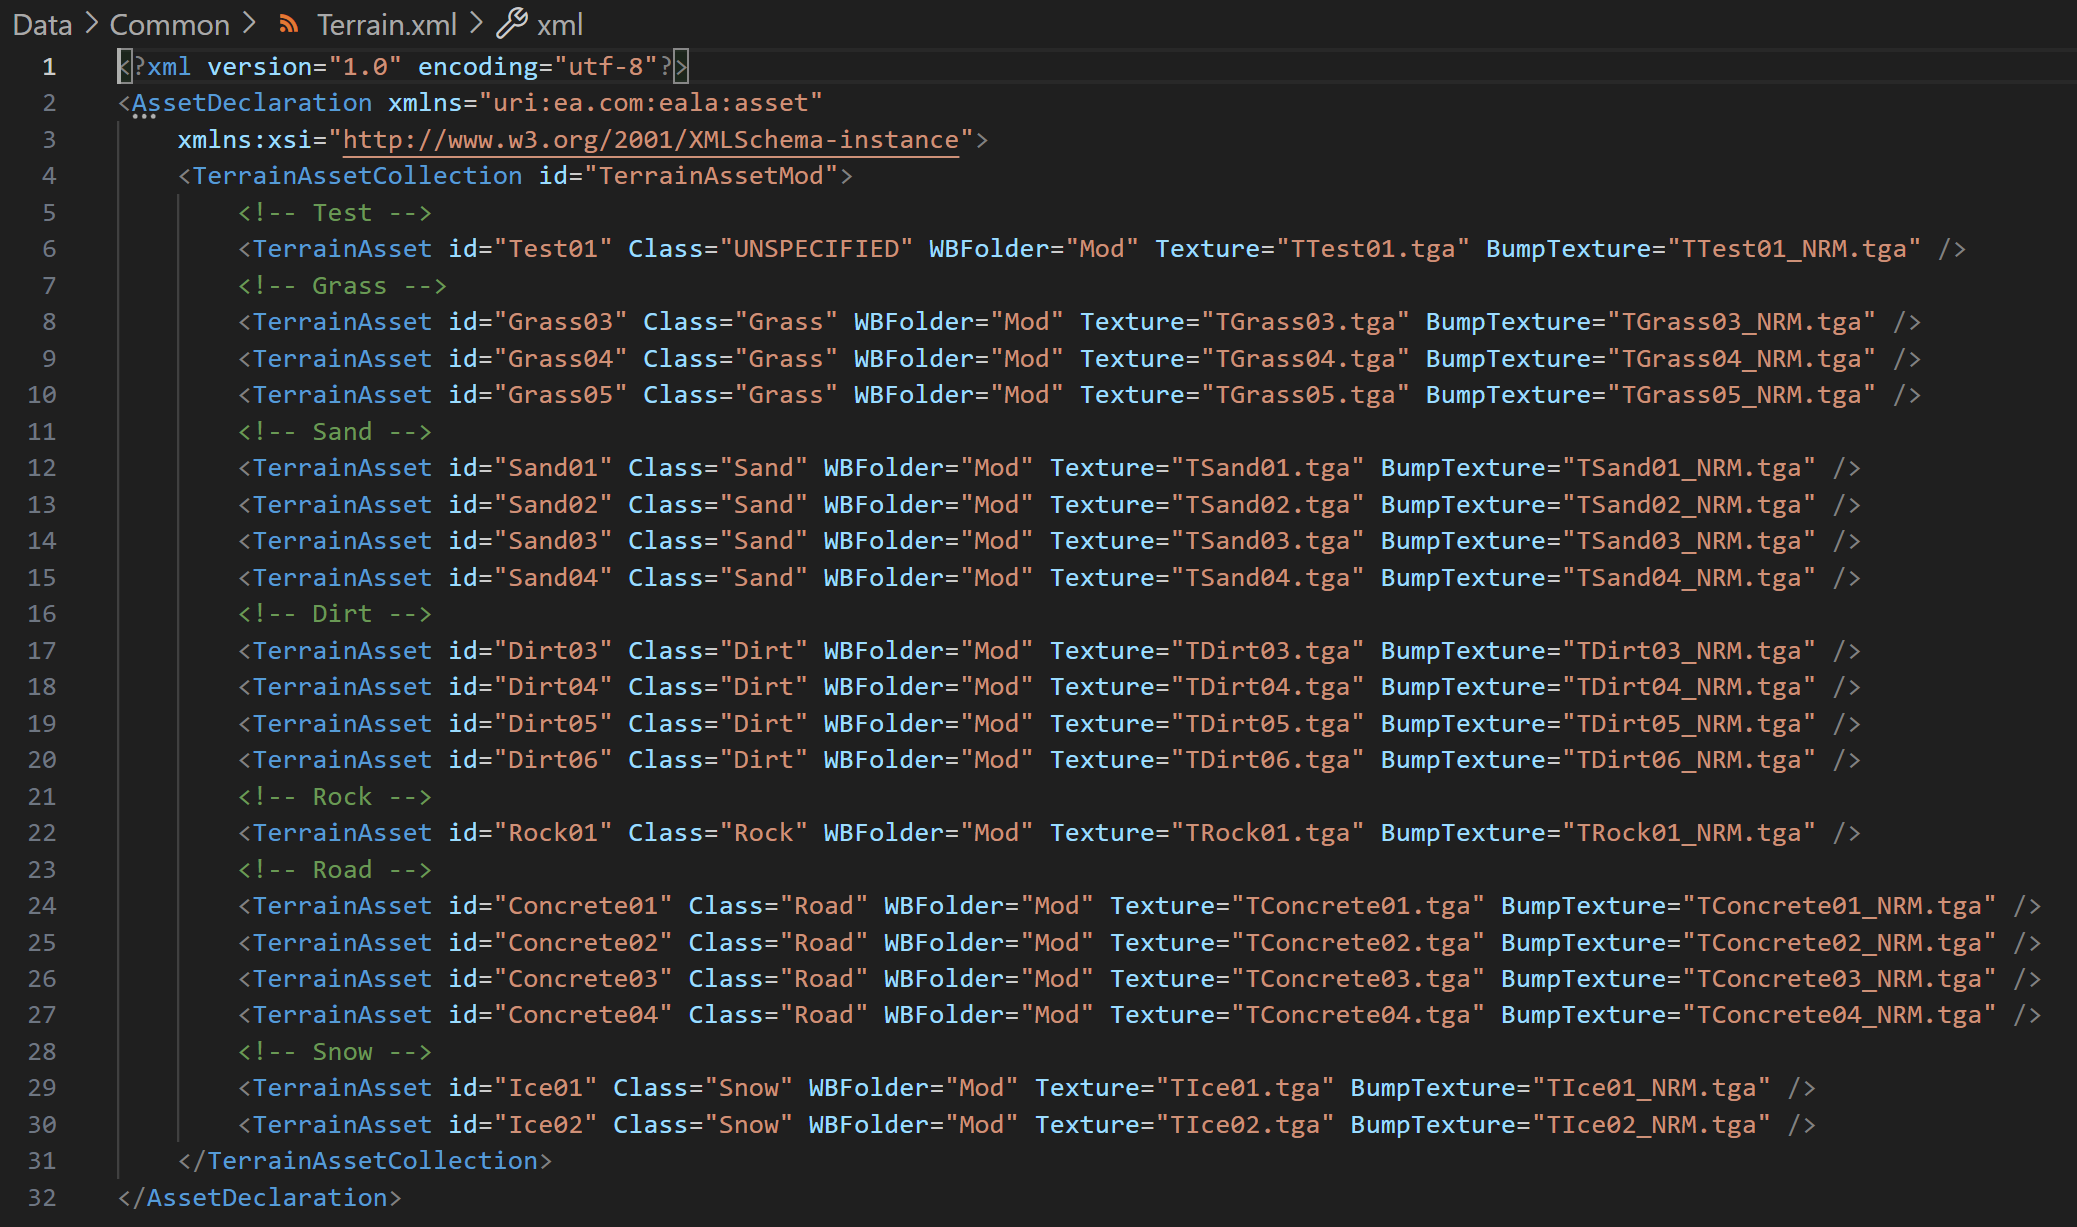 Data > Common > Terrain.xml > xml
1 <?xml version="1.0" encoding="utf-8"?>
2 <AssetDeclaration xmlns="uri:ea.com:eala:asset"
3     xmlns:xsi="http://www.w3.org/2001/XMLSchema-instance">
4     <TerrainAssetCollection id="TerrainAssetMod">
5         <!-- Test -->
6         <TerrainAsset id="Test01" Class="UNSPECIFIED" WBFolder="Mod" Texture="TTest01.tga" BumpTexture="TTest01_NRM.tga" />
7         <!-- Grass -->
8         <TerrainAsset id="Grass03" Class="Grass" WBFolder="Mod" Texture="TGrass03.tga" BumpTexture="TGrass03_NRM.tga" />
9         <TerrainAsset id="Grass04" Class="Grass" WBFolder="Mod" Texture="TGrass04.tga" BumpTexture="TGrass04_NRM.tga" />
10         <TerrainAsset id="Grass05" Class="Grass" WBFolder="Mod" Texture="TGrass05.tga" BumpTexture="TGrass05_NRM.tga" />
11         <!-- Sand -->
12         <TerrainAsset id="Sand01" Class="Sand" WBFolder="Mod" Texture="TSand01.tga" BumpTexture="TSand01_NRM.tga" />
13         <TerrainAsset id="Sand02" Class="Sand" WBFolder="Mod" Texture="TSand02.tga" BumpTexture="TSand02_NRM.tga" />
14         <TerrainAsset id="Sand03" Class="Sand" WBFolder="Mod" Texture="TSand03.tga" BumpTexture="TSand03_NRM.tga" />
15         <TerrainAsset id="Sand04" Class="Sand" WBFolder="Mod" Texture="TSand04.tga" BumpTexture="TSand04_NRM.tga" />
16         <!-- Dirt -->
17         <TerrainAsset id="Dirt03" Class="Dirt" WBFolder="Mod" Texture="TDirt03.tga" BumpTexture="TDirt03_NRM.tga" />
18         <TerrainAsset id="Dirt04" Class="Dirt" WBFolder="Mod" Texture="TDirt04.tga" BumpTexture="TDirt04_NRM.tga" />
19         <TerrainAsset id="Dirt05" Class="Dirt" WBFolder="Mod" Texture="TDirt05.tga" BumpTexture="TDirt05_NRM.tga" />
20         <TerrainAsset id="Dirt06" Class="Dirt" WBFolder="Mod" Texture="TDirt06.tga" BumpTexture="TDirt06_NRM.tga" />
21         <!-- Rock -->
22         <TerrainAsset id="Rock01" Class="Rock" WBFolder="Mod" Texture="TRock01.tga" BumpTexture="TRock01_NRM.tga" />
23         <!-- Road -->
24         <TerrainAsset id="Concrete01" Class="Road" WBFolder="Mod" Texture="TConcrete01.tga" BumpTexture="TConcrete01_NRM.tga" />
25         <TerrainAsset id="Concrete02" Class="Road" WBFolder="Mod" Texture="TConcrete02.tga" BumpTexture="TConcrete02_NRM.tga" />
26         <TerrainAsset id="Concrete03" Class="Road" WBFolder="Mod" Texture="TConcrete03.tga" BumpTexture="TConcrete03_NRM.tga" />
27         <TerrainAsset id="Concrete04" Class="Road" WBFolder="Mod" Texture="TConcrete04.tga" BumpTexture="TConcrete04_NRM.tga" />
28         <!-- Snow -->
29         <TerrainAsset id="Ice01" Class="Snow" WBFolder="Mod" Texture="TIce01.tga" BumpTexture="TIce01_NRM.tga" />
30         <TerrainAsset id="Ice02" Class="Snow" WBFolder="Mod" Texture="TIce02.tga" BumpTexture="TIce02_NRM.tga" />
31     </TerrainAssetCollection>
32 </AssetDeclaration>